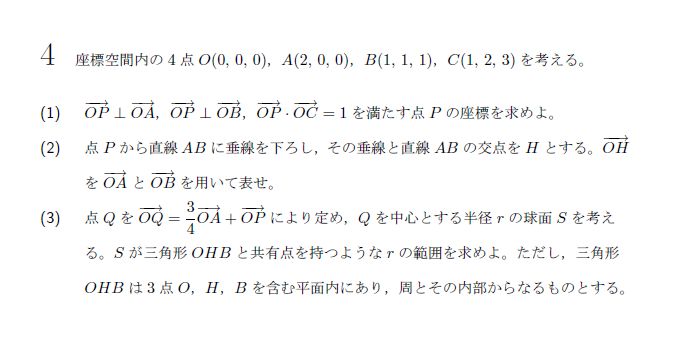 4 座標空間内の 4 点 O(0, 0, 0), A(2, 0, 0), B(1, 1, 1), C(1, 2, 3) を考える。
(1) $\overrightarrow{OP} \perp \overrightarrow{OA}$, $\overrightarrow{OP} \perp \overrightarrow{OB}$, $\overrightarrow{OP} \cdot \overrightarrow{OC} = 1$ を満たす点 P の座標を求めよ。
(2) 点 P から直線 AB に垂線を下ろし，その垂線と直線 AB の交点を H とする。$\overrightarrow{OH}$
を $\overrightarrow{OA}$ と $\overrightarrow{OB}$ を用いて表せ。
(3) 点 Q を $\overrightarrow{OQ} = \frac{3}{4}\overrightarrow{OA} + \overrightarrow{OP}$ により定め，Q を中心とする半径 r の球面 S を考え
る。S が三角形 OHB と共有点を持つような r の範囲を求めよ。ただし，三角形
OHB は 3 点 O，H，B を含む平面内にあり，周とその内部からなるものとする。